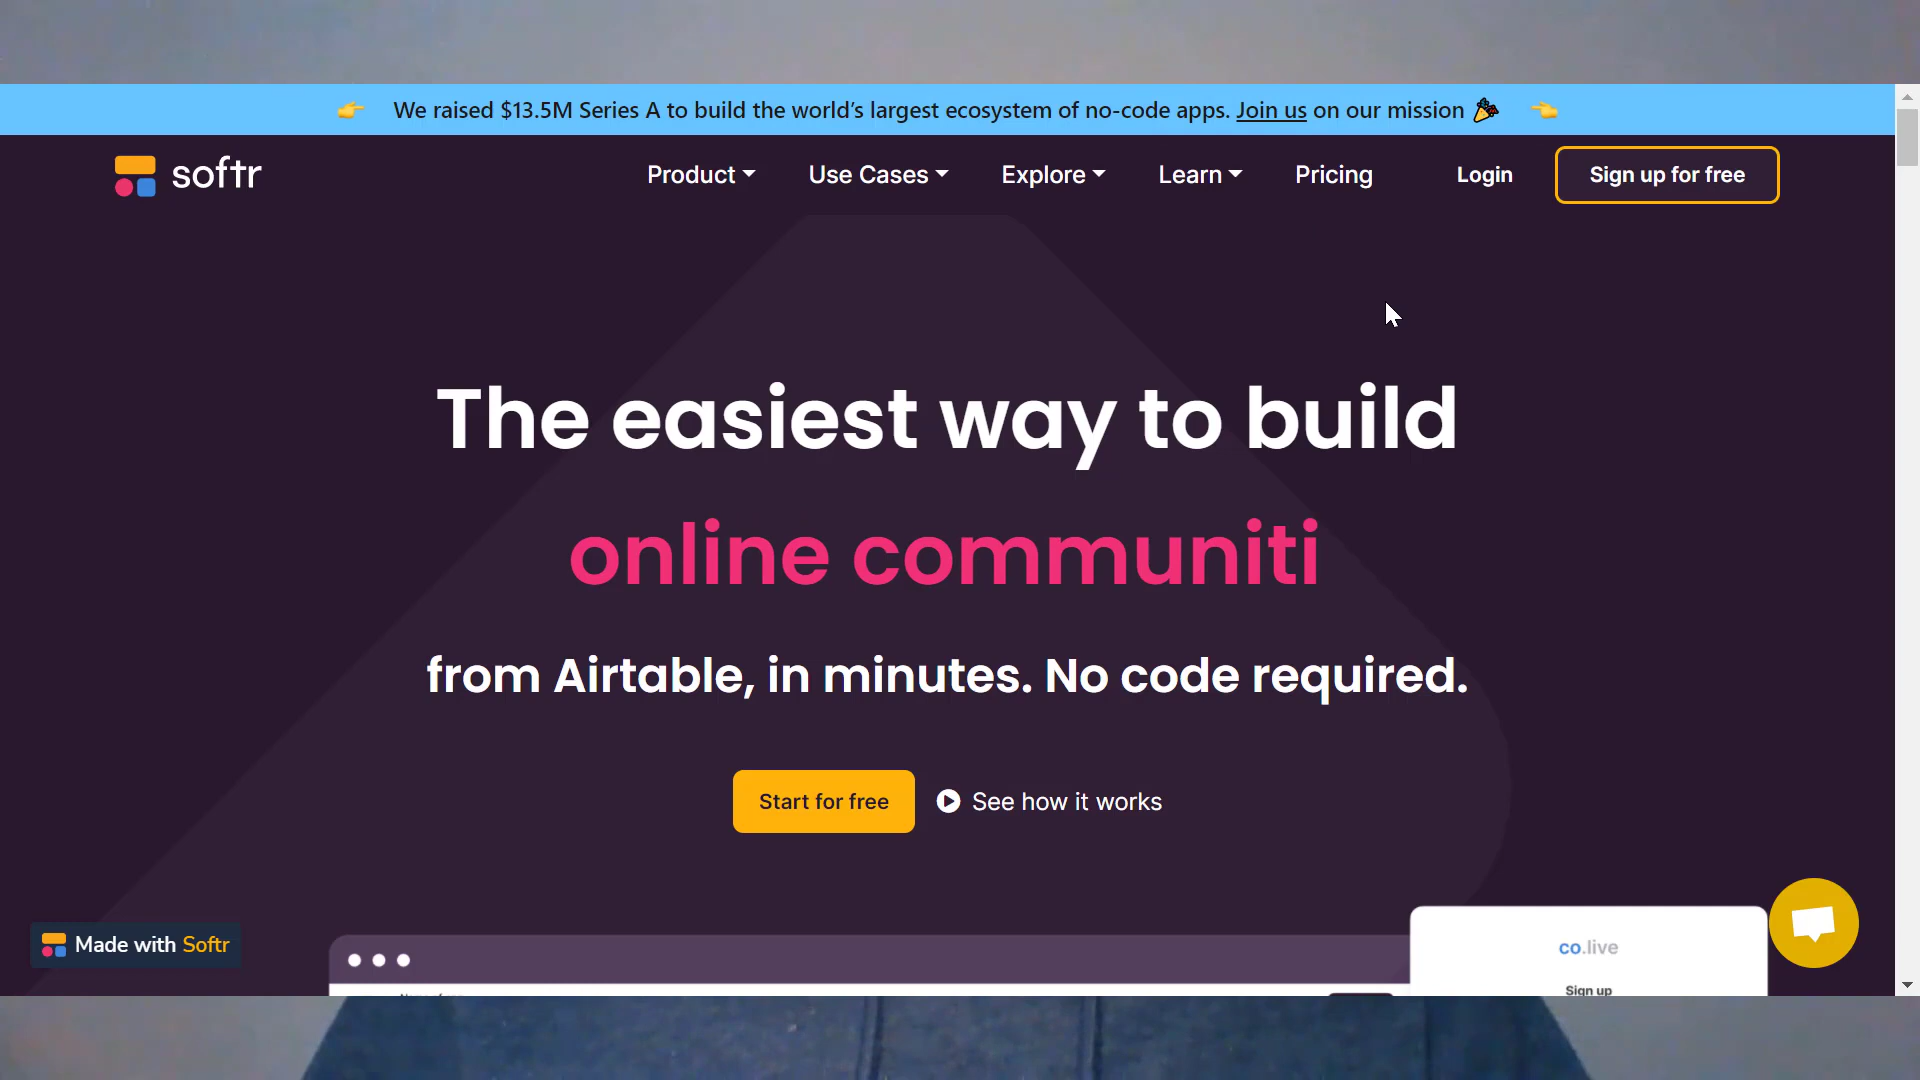 👉 We raised $13.5M Series A to build the world’s largest ecosystem of no-code apps. Join us on our mission 🎉 👈
softr Product Use Cases Explore Learn Pricing Login Sign up for free
The easiest way to build
online communiti
from Airtable, in minutes. No code required.
Start for free See how it works
Made with Softr
co.live
Sign up